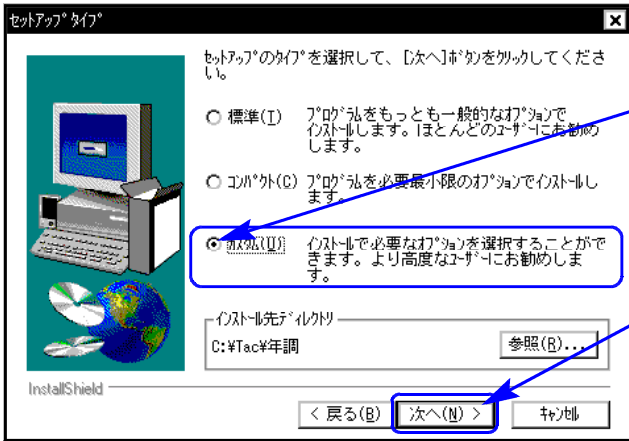 ｾｯﾄｱｯﾌﾟ ﾀｲﾌﾟ
ｾｯﾄｱｯﾌﾟのﾀｲﾌﾟを選択して、[次へ]ﾎﾞﾀﾝをｸﾘｯｸしてくださ
い。
標準(T) ﾌﾟﾛｸﾞﾗﾑをもっとも一般的なｵﾌﾟｼｮﾝで
ｲﾝｽﾄｰﾙします。ほとんどのﾕｰｻﾞｰにお勧め
します。
ｺﾝﾊﾟｸﾄ(C) ﾌﾟﾛｸﾞﾗﾑを必要最小限のｵﾌﾟｼｮﾝでｲﾝｽﾄｰﾙし
ます。
ｶｽﾀﾑ(U) ｲﾝｽﾄｰﾙで必要なｵﾌﾟｼｮﾝを選択することがで
きます。より高度なﾕｰｻﾞｰにお勧めしま
す。
ｲﾝｽﾄｰﾙ先ﾃﾞｨﾚｸﾄﾘ
C:¥Tac¥年調
参照(R)...
InstallShield
< 戻る(B)
次へ(N) >
ｷｬﾝｾﾙ